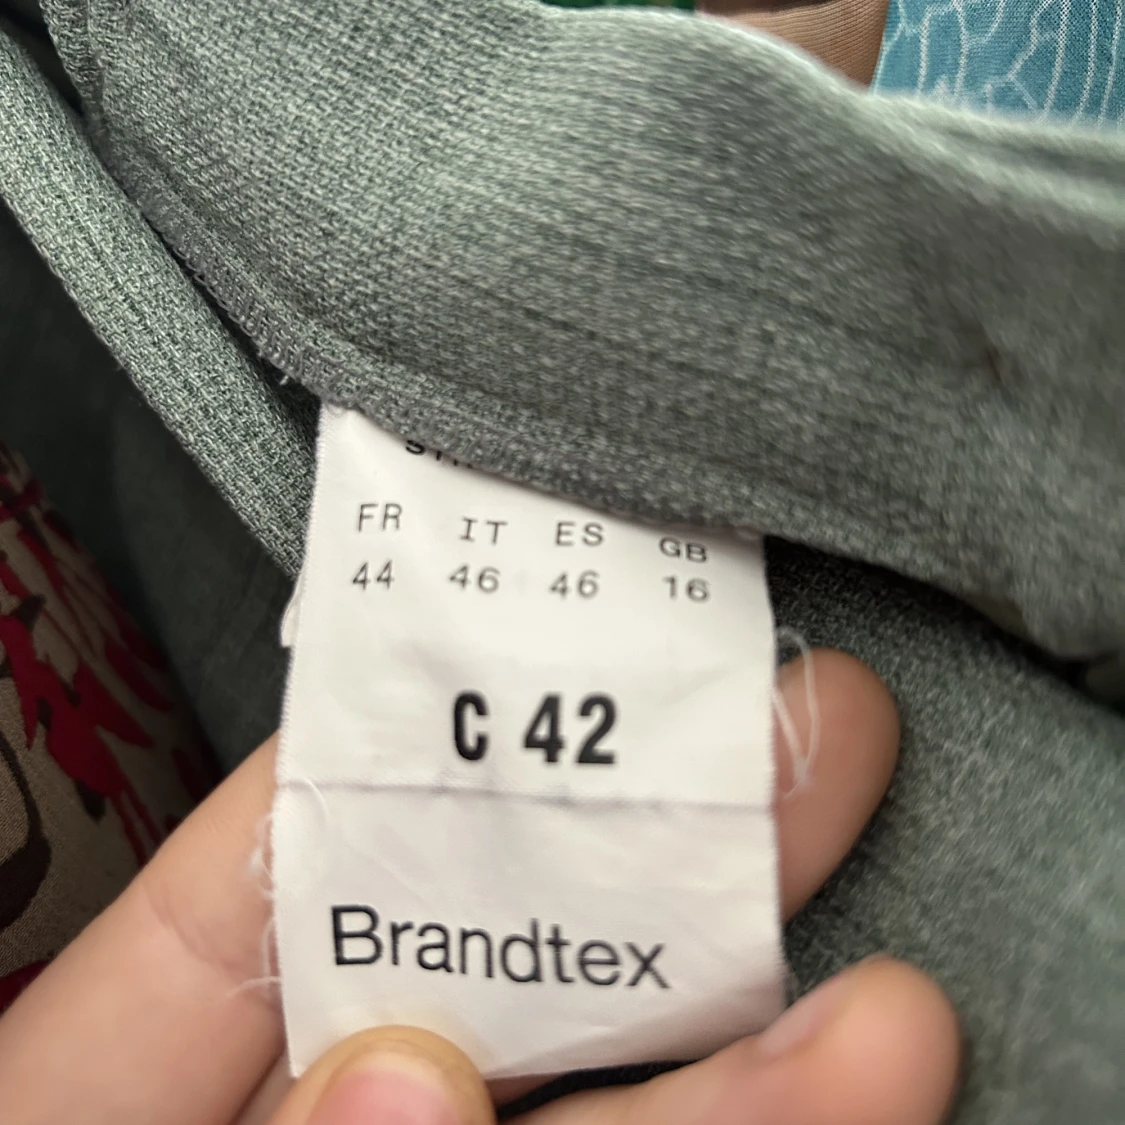 FR IT ES GB
44 46 46 16
C 42
Brandtex